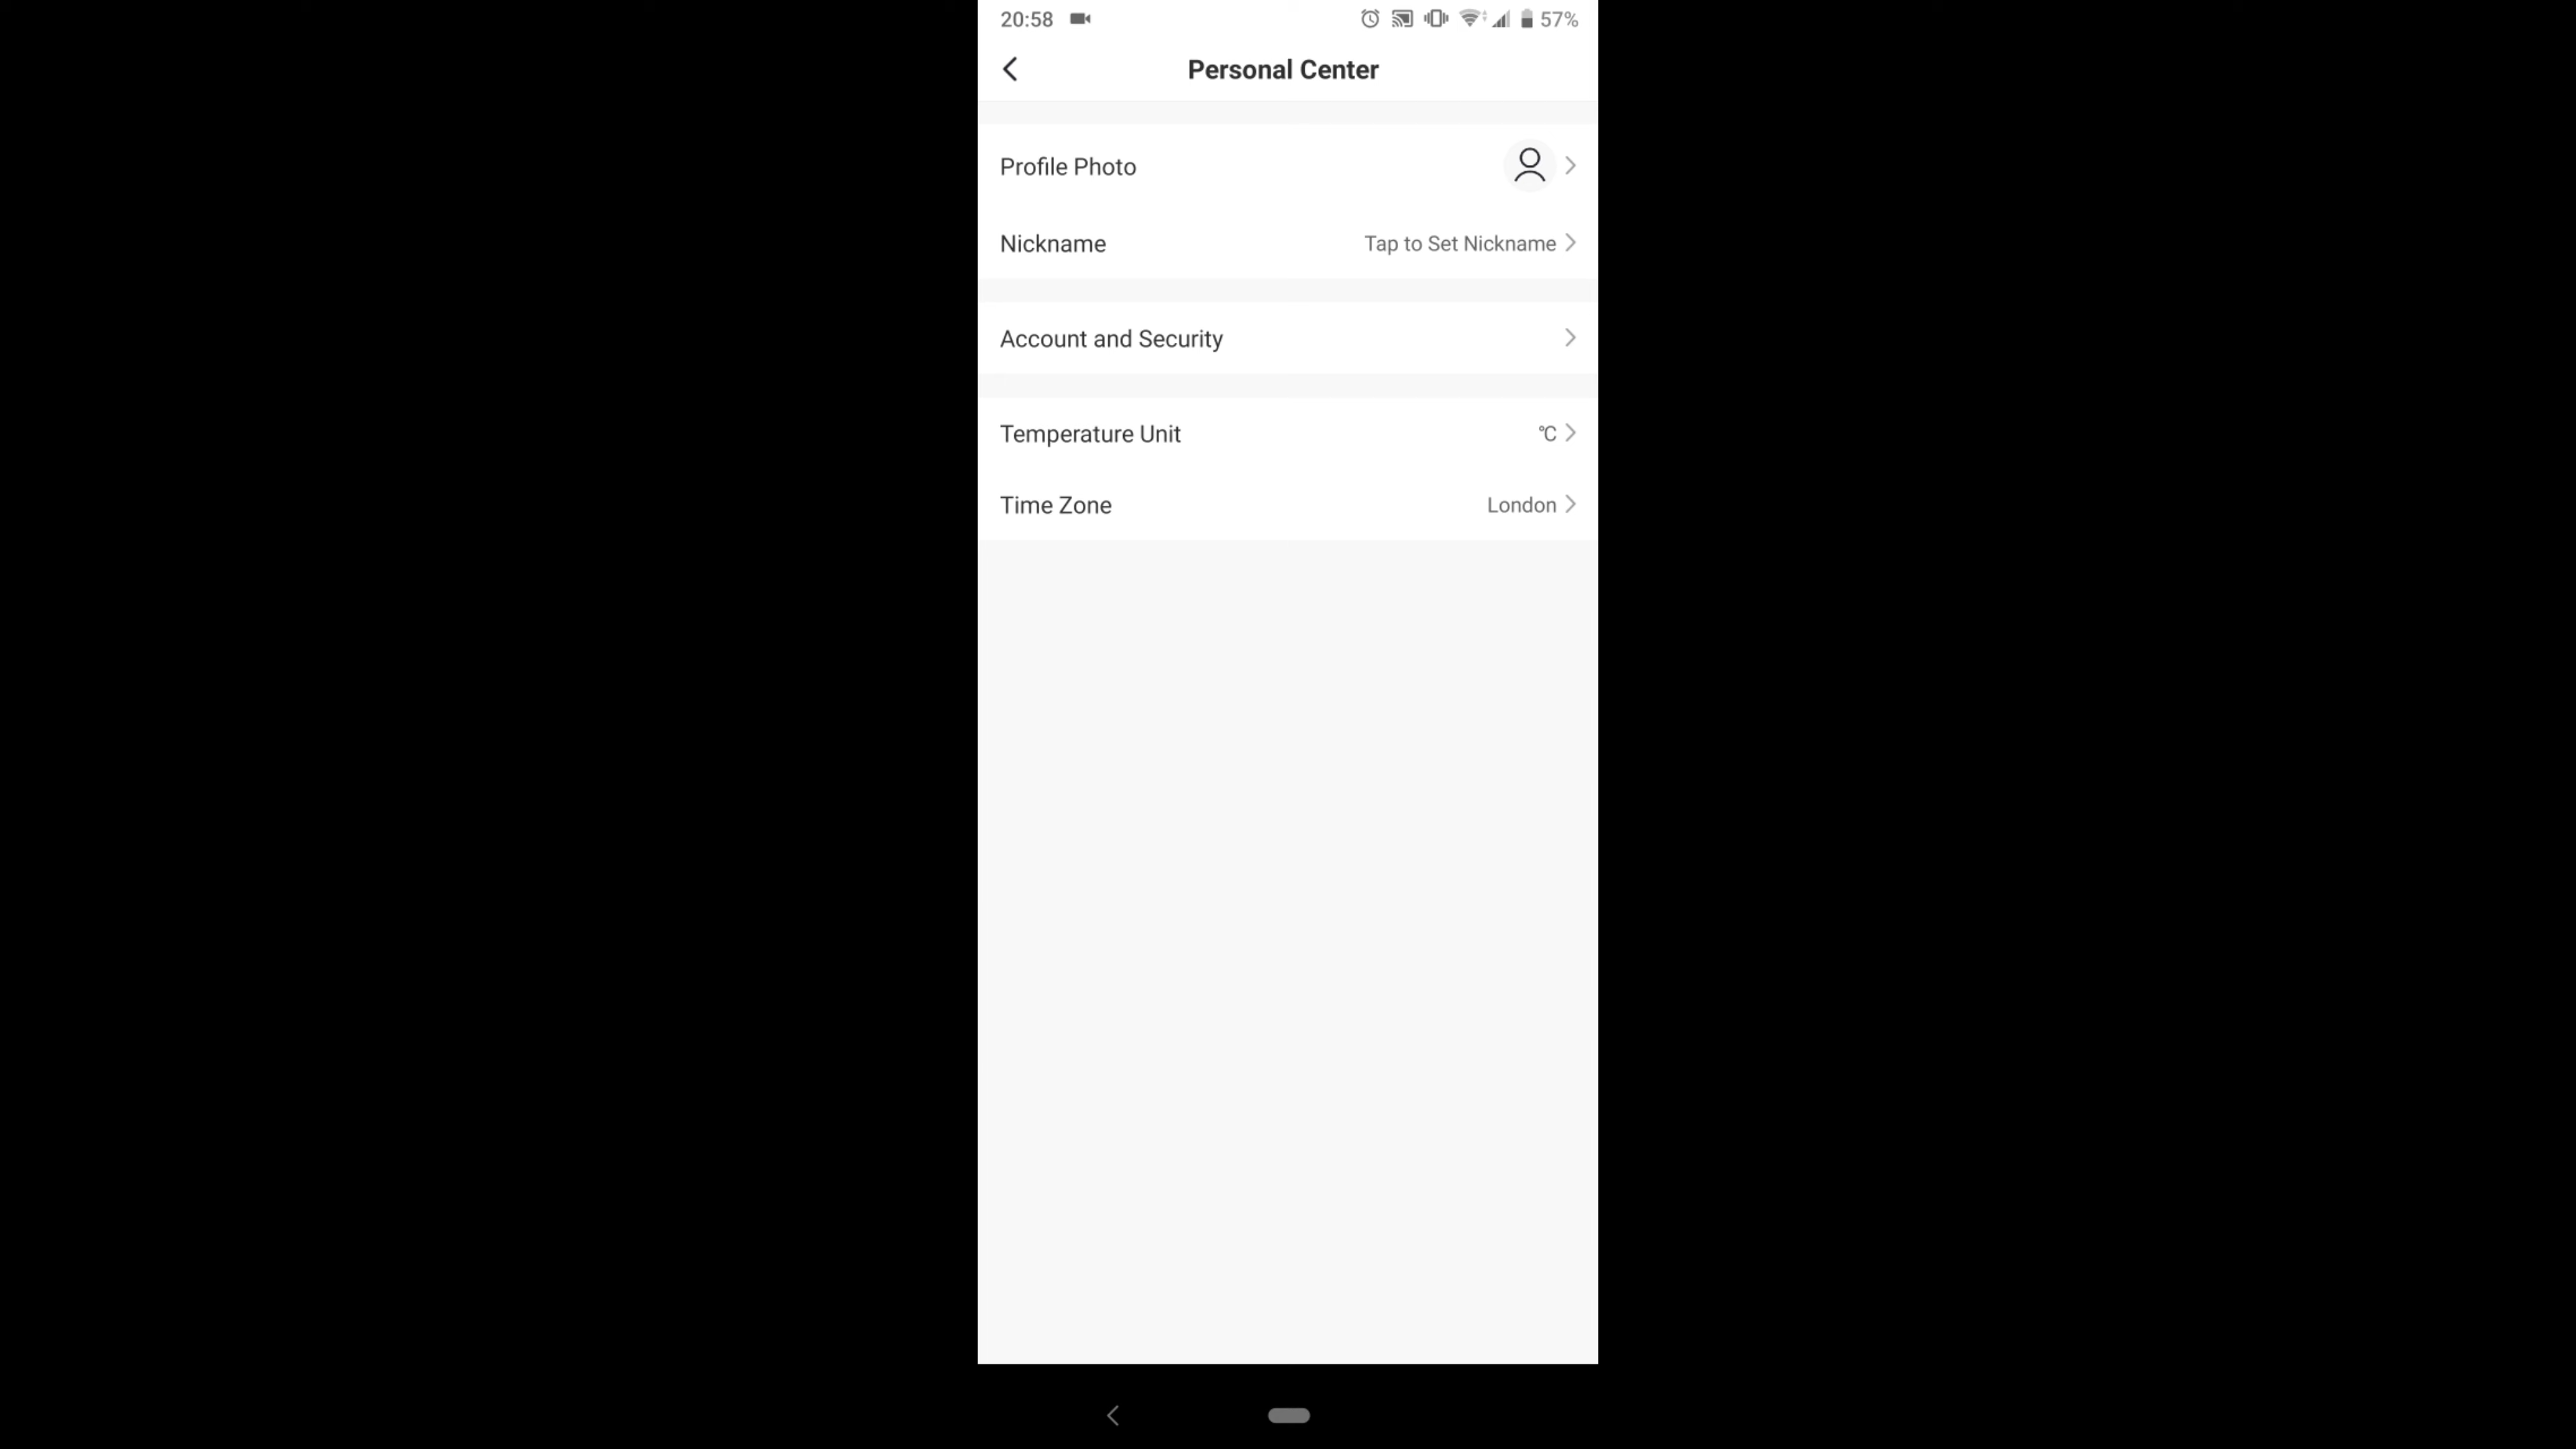 20:58 57%
Personal Center
Profile Photo
Nickname Tap to Set Nickname
Account and Security
Temperature Unit °C
Time Zone London